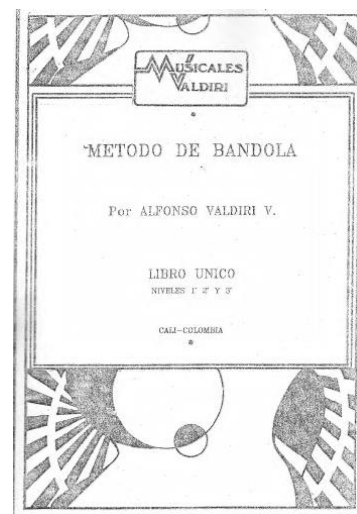 MUSICALES
VALDIRI
METODO DE BANDOLA
Por ALFONSO VALDIRI V.
LIBRO UNICO
NIVELES 1° 2° Y 3°
CALI-COLOMBIA